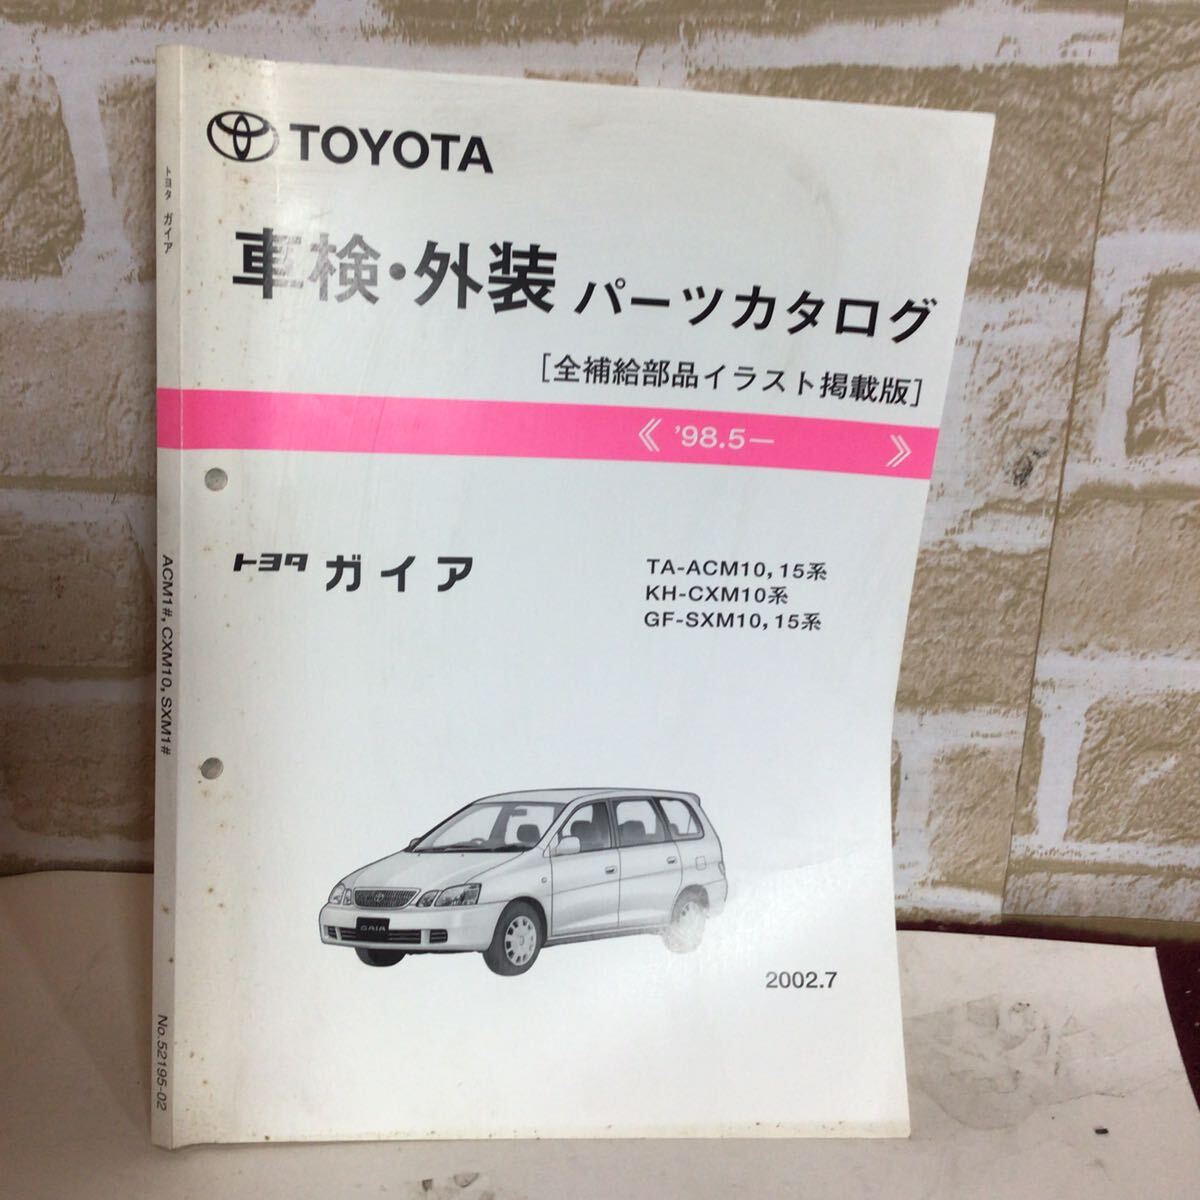 TOYOTA
車検・外装 パーツカタログ
[全補給部品イラスト掲載版]
《 '98.5— 》
トヨタ ガイア
TA-ACM10, 15系
KH-CXM10系
GF-SXM10, 15系
GAIA
2002.7
トヨタ ガイア
ACM1#, CXM10, SXM1#
No.52195-02